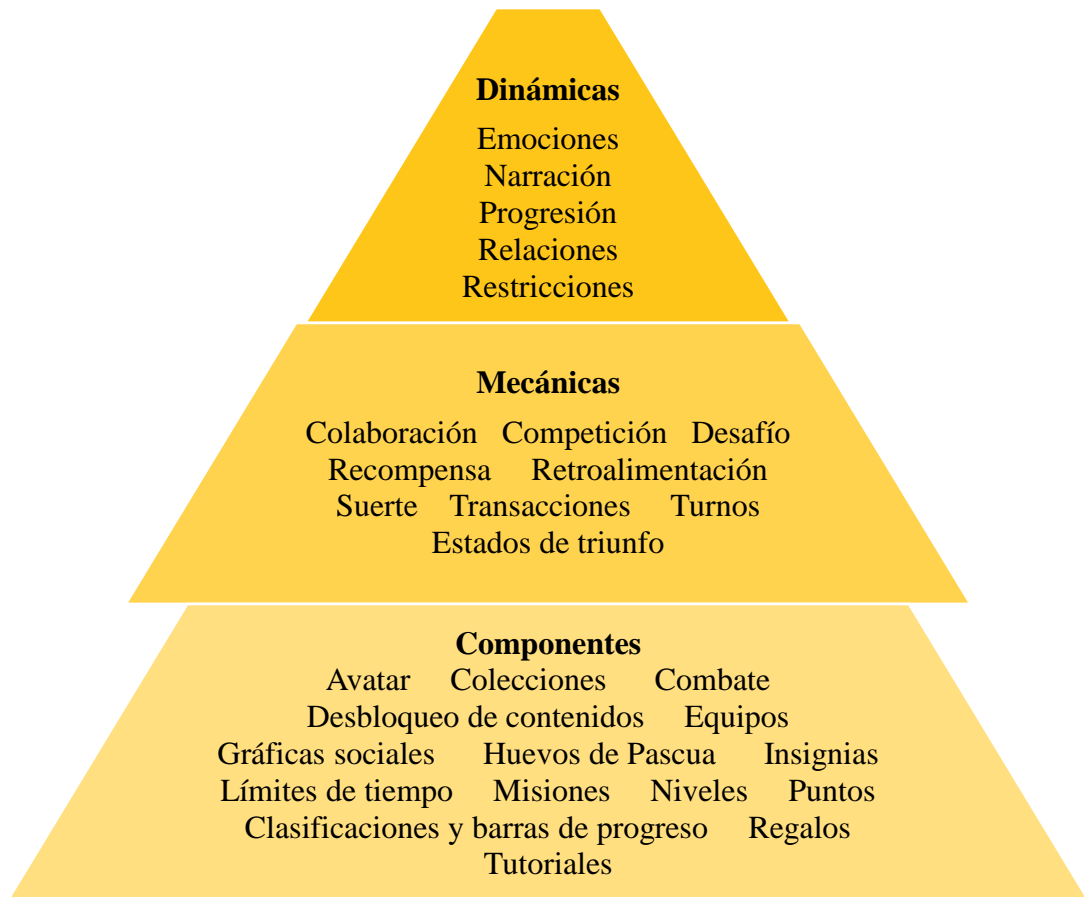 Dinámicas
Emociones
Narración
Progresión
Relaciones
Restricciones
Mecánicas
Colaboración Competición Desafío
Recompensa Retroalimentación
Suerte Transacciones Turnos
Estados de triunfo
Componentes
Avatar Colecciones Combate
Desbloqueo de contenidos Equipos
Gráficas sociales Huevos de Pascua Insignias
Límites de tiempo Misiones Niveles Puntos
Clasificaciones y barras de progreso Regalos
Tutoriales